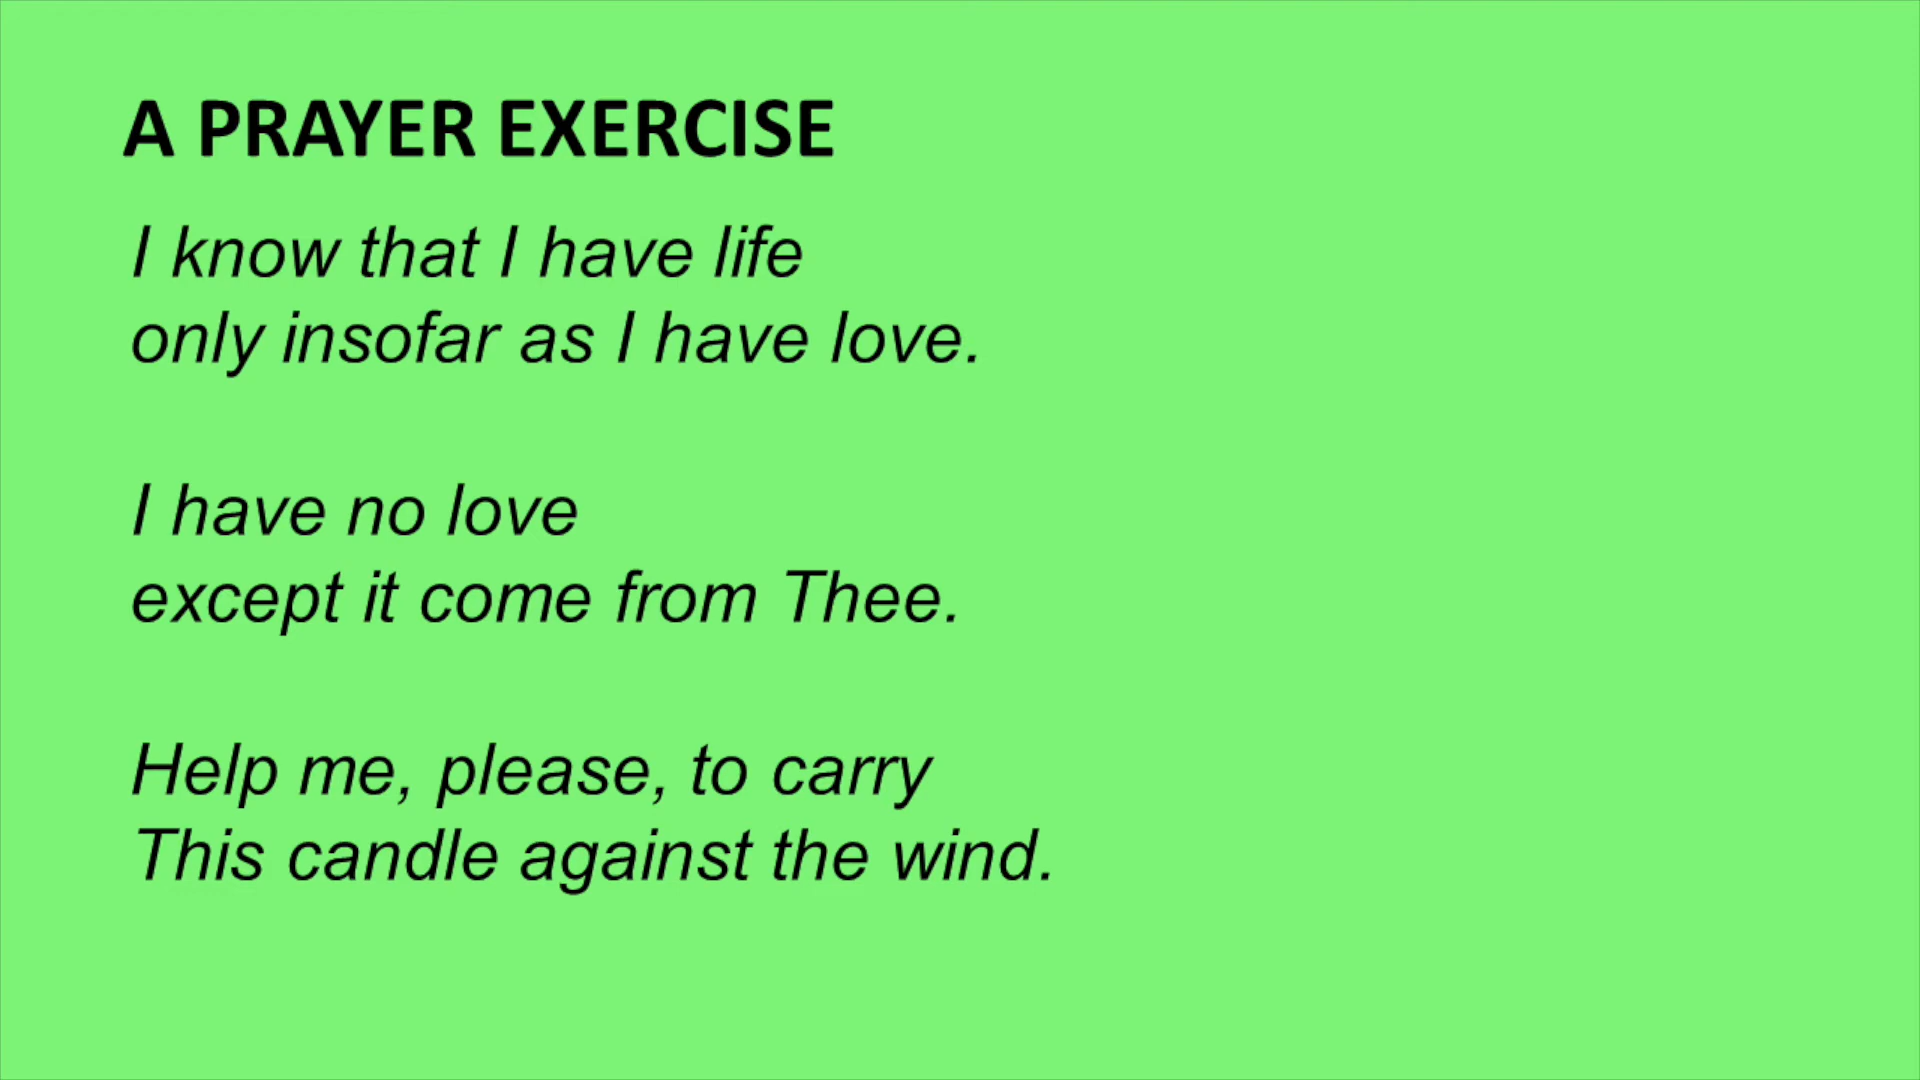 A PRAYER EXERCISE
I know that I have life
only insofar as I have love.
I have no love
except it come from Thee.
Help me, please, to carry
This candle against the wind.